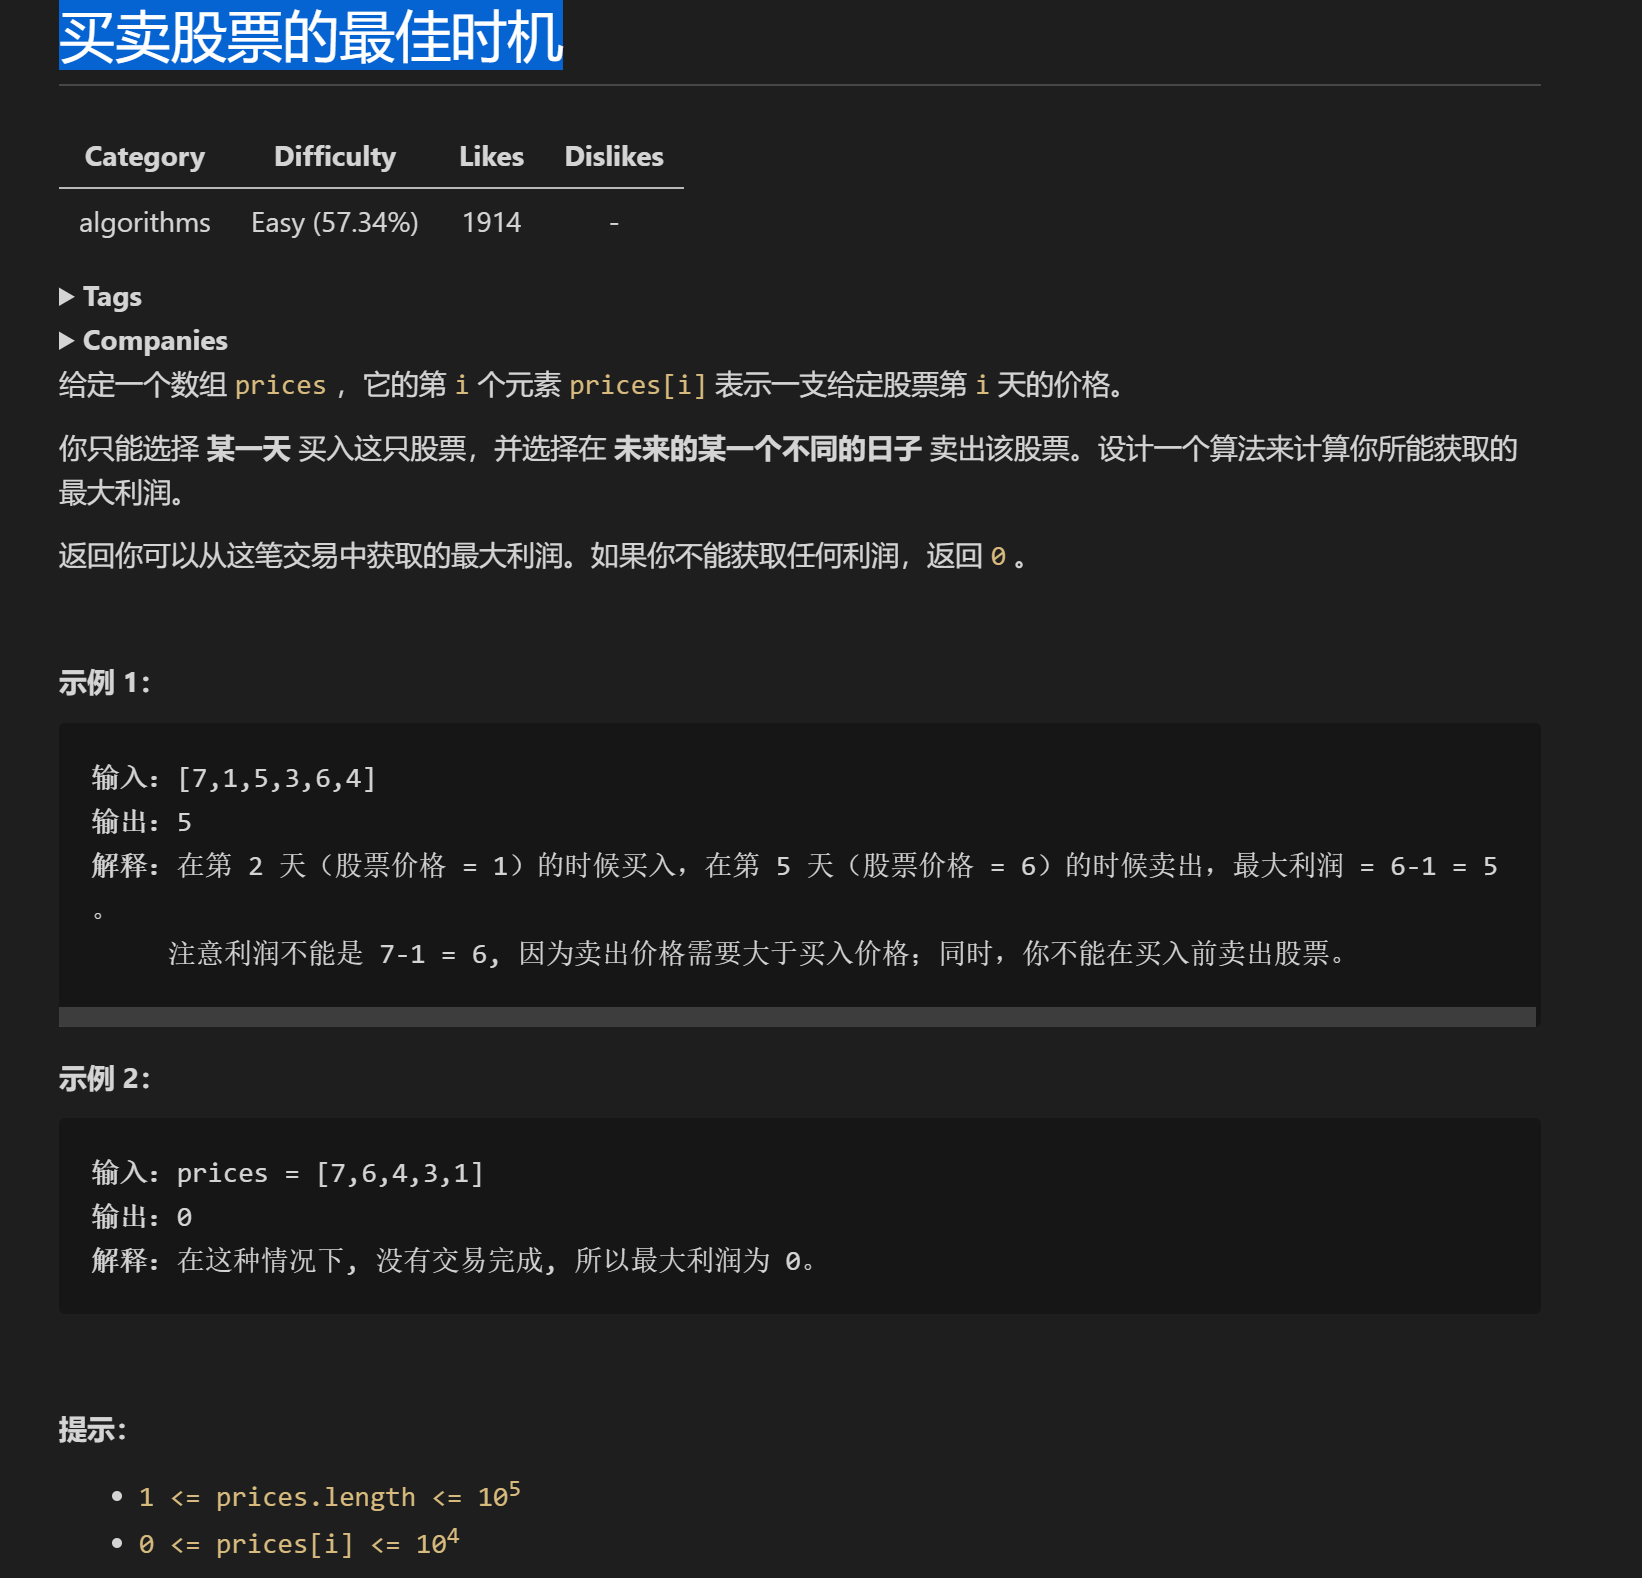 买卖股票的最佳时机
Category Difficulty Likes Dislikes
algorithms Easy (57.34%) 1914 -
▶ Tags
▶ Companies
给定一个数组 prices ，它的第 i 个元素 prices[i] 表示一支给定股票第 i 天的价格。
你只能选择 某一天 买入这只股票，并选择在 未来的某一个不同的日子 卖出该股票。设计一个算法来计算你所能获取的
最大利润。
返回你可以从这笔交易中获取的最大利润。如果你不能获取任何利润，返回 0 。
示例 1：
输入：[7,1,5,3,6,4]
输出：5
解释：在第 2 天（股票价格 = 1）的时候买入，在第 5 天（股票价格 = 6）的时候卖出，最大利润 = 6-1 = 5
。
注意利润不能是 7-1 = 6, 因为卖出价格需要大于买入价格；同时，你不能在买入前卖出股票。
示例 2：
输入：prices = [7,6,4,3,1]
输出：0
解释：在这种情况下, 没有交易完成, 所以最大利润为 0。
提示：
• 1 <= prices.length <= 10⁵
• 0 <= prices[i] <= 10⁴